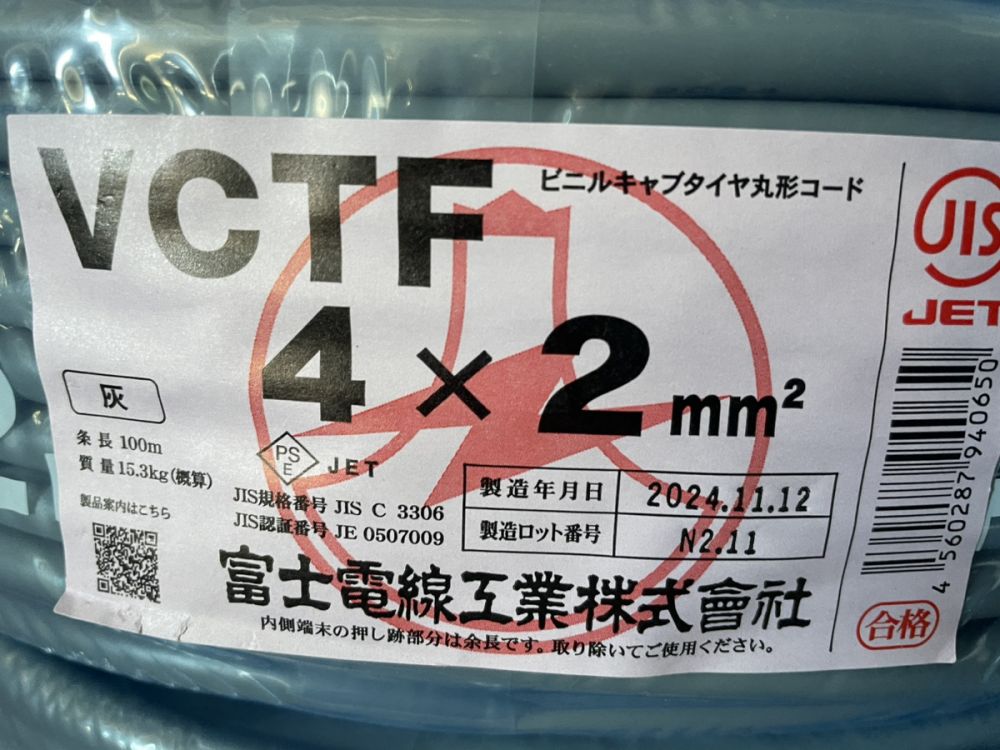 VCTF
ビニルキャブタイヤ丸形コード
4×2mm²
灰
条長 100m
質量 15.3kg(概算)
製品案内はこちら
PS
E
JET
JIS規格番号 JIS C 3306
JIS認証番号 JE 0507009
製造年月日 2024.11.12
製造ロット番号 N2.11
富士電線工業株式會社
内側端末の押し跡部分は余長です。取り除いてご使用ください。
JIS
JET
4560287940650
合格